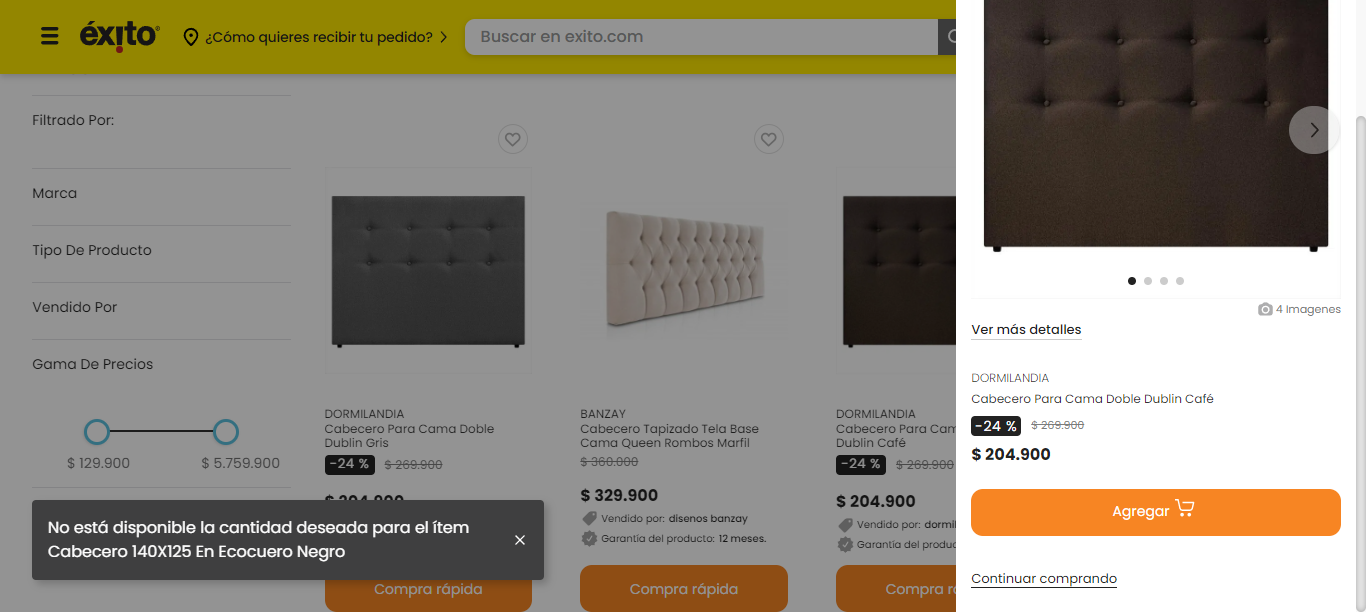 éxito
¿Cómo quieres recibir tu pedido?
Buscar en exito.com
Filtrado Por:
Marca
Tipo De Producto
Vendido Por
Gama De Precios
$ 129.900
$ 5.759.900
DORMILANDIA
Cabecero Para Cama Doble
Dublin Gris
-24 % $ 269.900
$ 204.900
BANZAY
Cabecero Tapizado Tela Base
Cama Queen Rombos Marfil
$ 360.000
$ 329.900
Vendido por: disenos banzay
Garantía del producto: 12 meses.
DORMILANDIA
Cabecero Para Cam
Dublin Café
-24 % $ 269.900
$ 204.900
Vendido por: dormil
Garantía del produc
Compra rápida
Compra rápida
Compra r
No está disponible la cantidad deseada para el ítem
Cabecero 140X125 En Ecocuero Negro
4 Imagenes
Ver más detalles
DORMILANDIA
Cabecero Para Cama Doble Dublin Café
-24 % $ 269.900
$ 204.900
Agregar
Continuar comprando